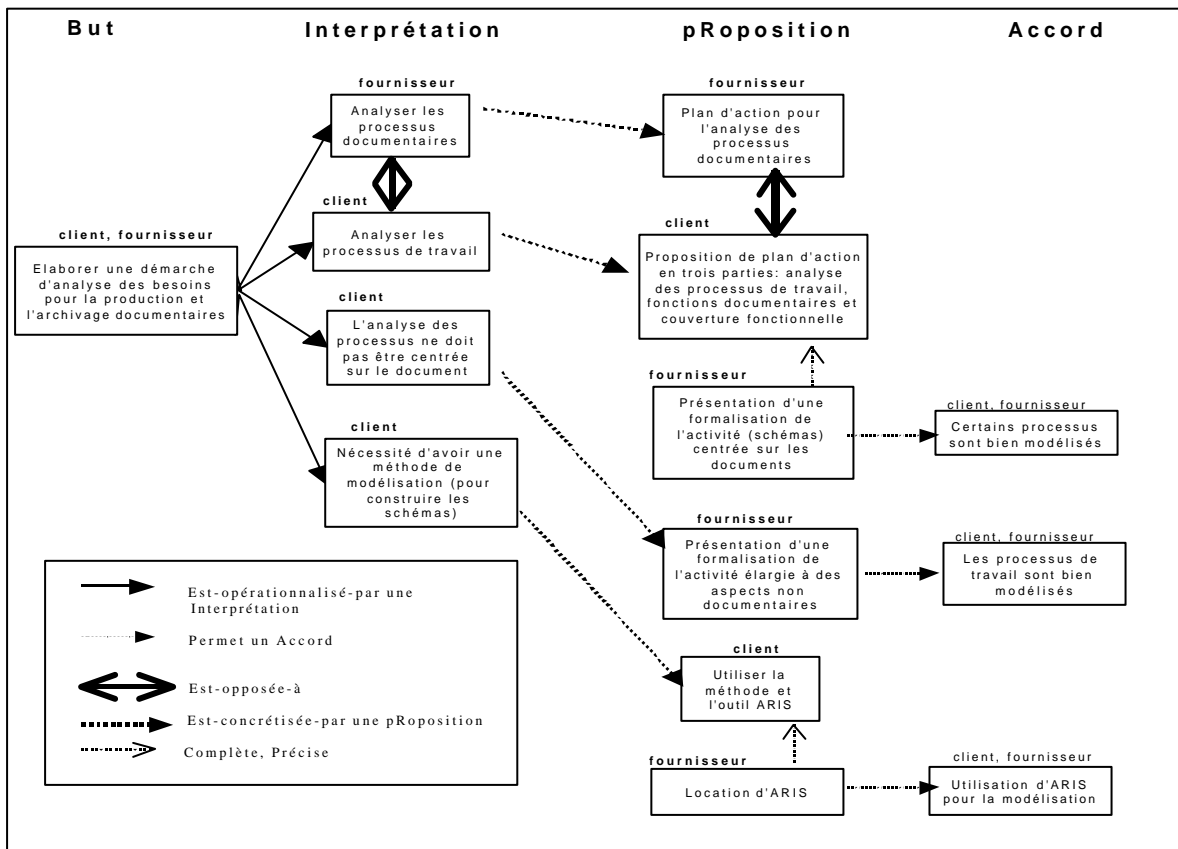 But
Interprétation
pRoposition
Accord
fournisseur
Analyser les
processus
documentaires
fournisseur
Plan d'action pour
l'analyse des
processus
documentaires
client
Analyser les
processus de travail
client
Proposition de plan d'action
en trois parties: analyse
des processus de travail,
fonctions documentaires et
couverture fonctionnelle
client, fournisseur
Elaborer une démarche
d'analyse des besoins
pour la production et
l'archivage documentaires
client
L'analyse des
processus ne doit
pas être centrée
sur le document
fournisseur
Présentation d'une
formalisation de
l'activité (schémas)
centrée sur les
documents
client, fournisseur
Certains processus
sont bien modélisés
client
Nécessité d'avoir une
méthode de
modélisation (pour
construire les
schémas)
fournisseur
Présentation d'une
formalisation de
l'activité élargie à des
aspects non
documentaires
client, fournisseur
Les processus de
travail sont bien
modélisés
client
Utiliser la
méthode et
l'outil ARIS
fournisseur
Location d'ARIS
client, fournisseur
Utilisation d'ARIS
pour la modélisation
Est-opérationnalisé-par une
Interprétation
Permet un Accord
Est-opposée-à
Est-concrétisée-par une pRoposition
Complète, Précise